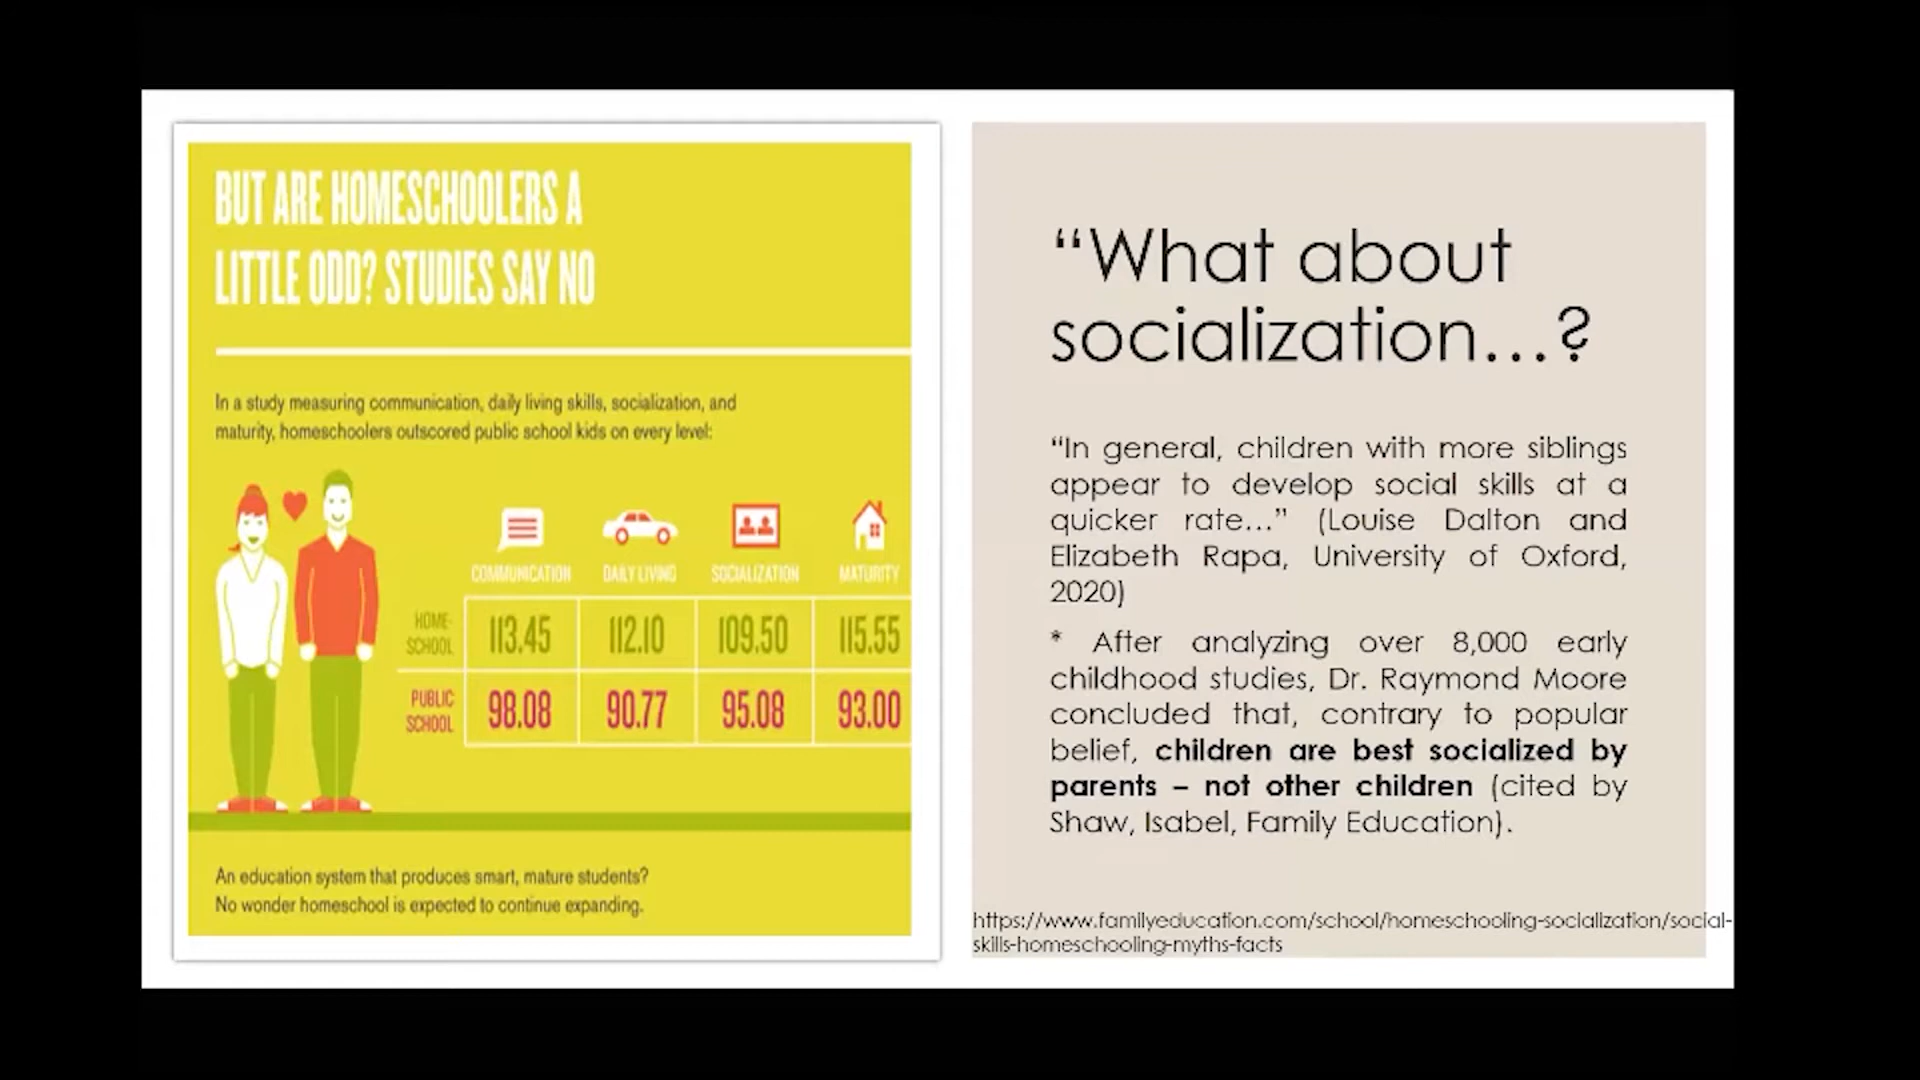 BUT ARE HOMESCHOOLERS A
LITTLE ODD? STUDIES SAY NO
In a study measuring communication, daily living skills, socialization, and
maturity, homeschoolers outscored public school kids on every level:
COMMUNICATION DAILY LIVING SOCIALIZATION MATURITY
HOME-
SCHOOL 113.45 112.10 109.50 115.55
PUBLIC
SCHOOL 98.08 90.77 95.08 93.00
An education system that produces smart, mature students?
No wonder homeschool is expected to continue expanding.
“What about
socialization...?
“In general, children with more siblings
appear to develop social skills at a
quicker rate...” (Louise Dalton and
Elizabeth Rapa, University of Oxford,
2020)
* After analyzing over 8,000 early
childhood studies, Dr. Raymond Moore
concluded that, contrary to popular
belief, children are best socialized by
parents – not other children (cited by
Shaw, Isabel, Family Education).
https://www.familyeducation.com/school/homeschooling-socialization/social-
skills-homeschooling-myths-facts